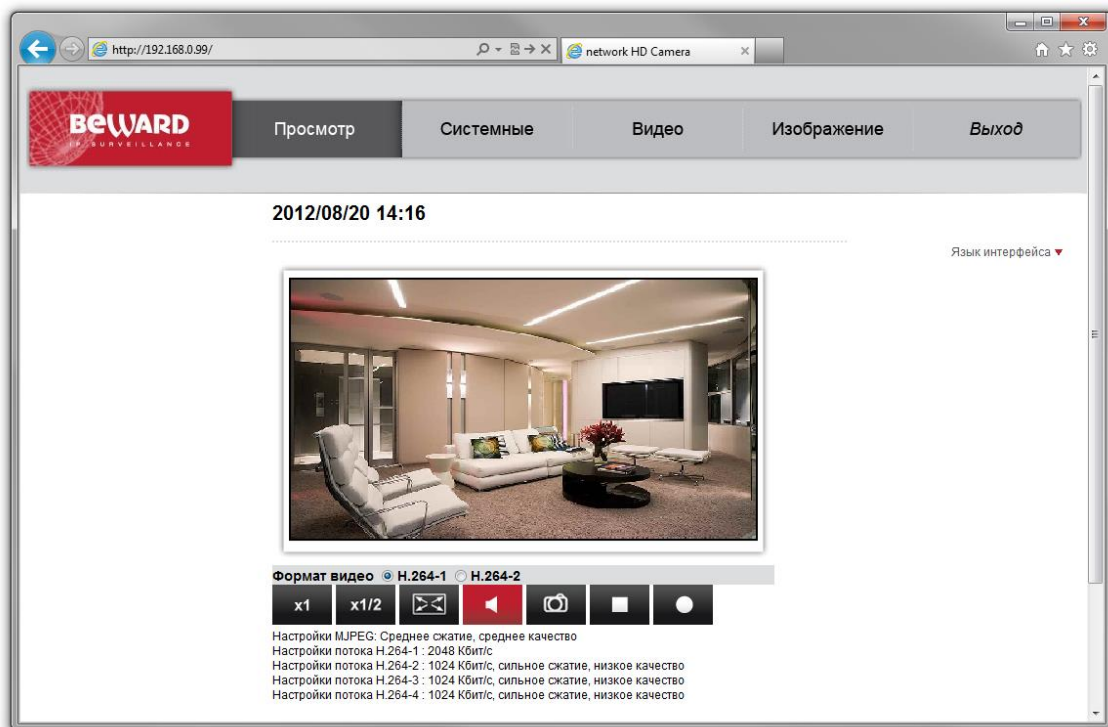 http://192.168.0.99/
network HD Camera
BEWARD
IP SURVEILLANCE
Просмотр Системные Видео Изображение Выход
2012/08/20 14:16
Язык интерфейса
Формат видео H.264-1 H.264-2
x1 x1/2
Настройки MJPEG: Среднее сжатие, среднее качество
Настройки потока H.264-1 : 2048 Кбит/с
Настройки потока H.264-2 : 1024 Кбит/с, сильное сжатие, низкое качество
Настройки потока H.264-3 : 1024 Кбит/с, сильное сжатие, низкое качество
Настройки потока H.264-4 : 1024 Кбит/с, сильное сжатие, низкое качество